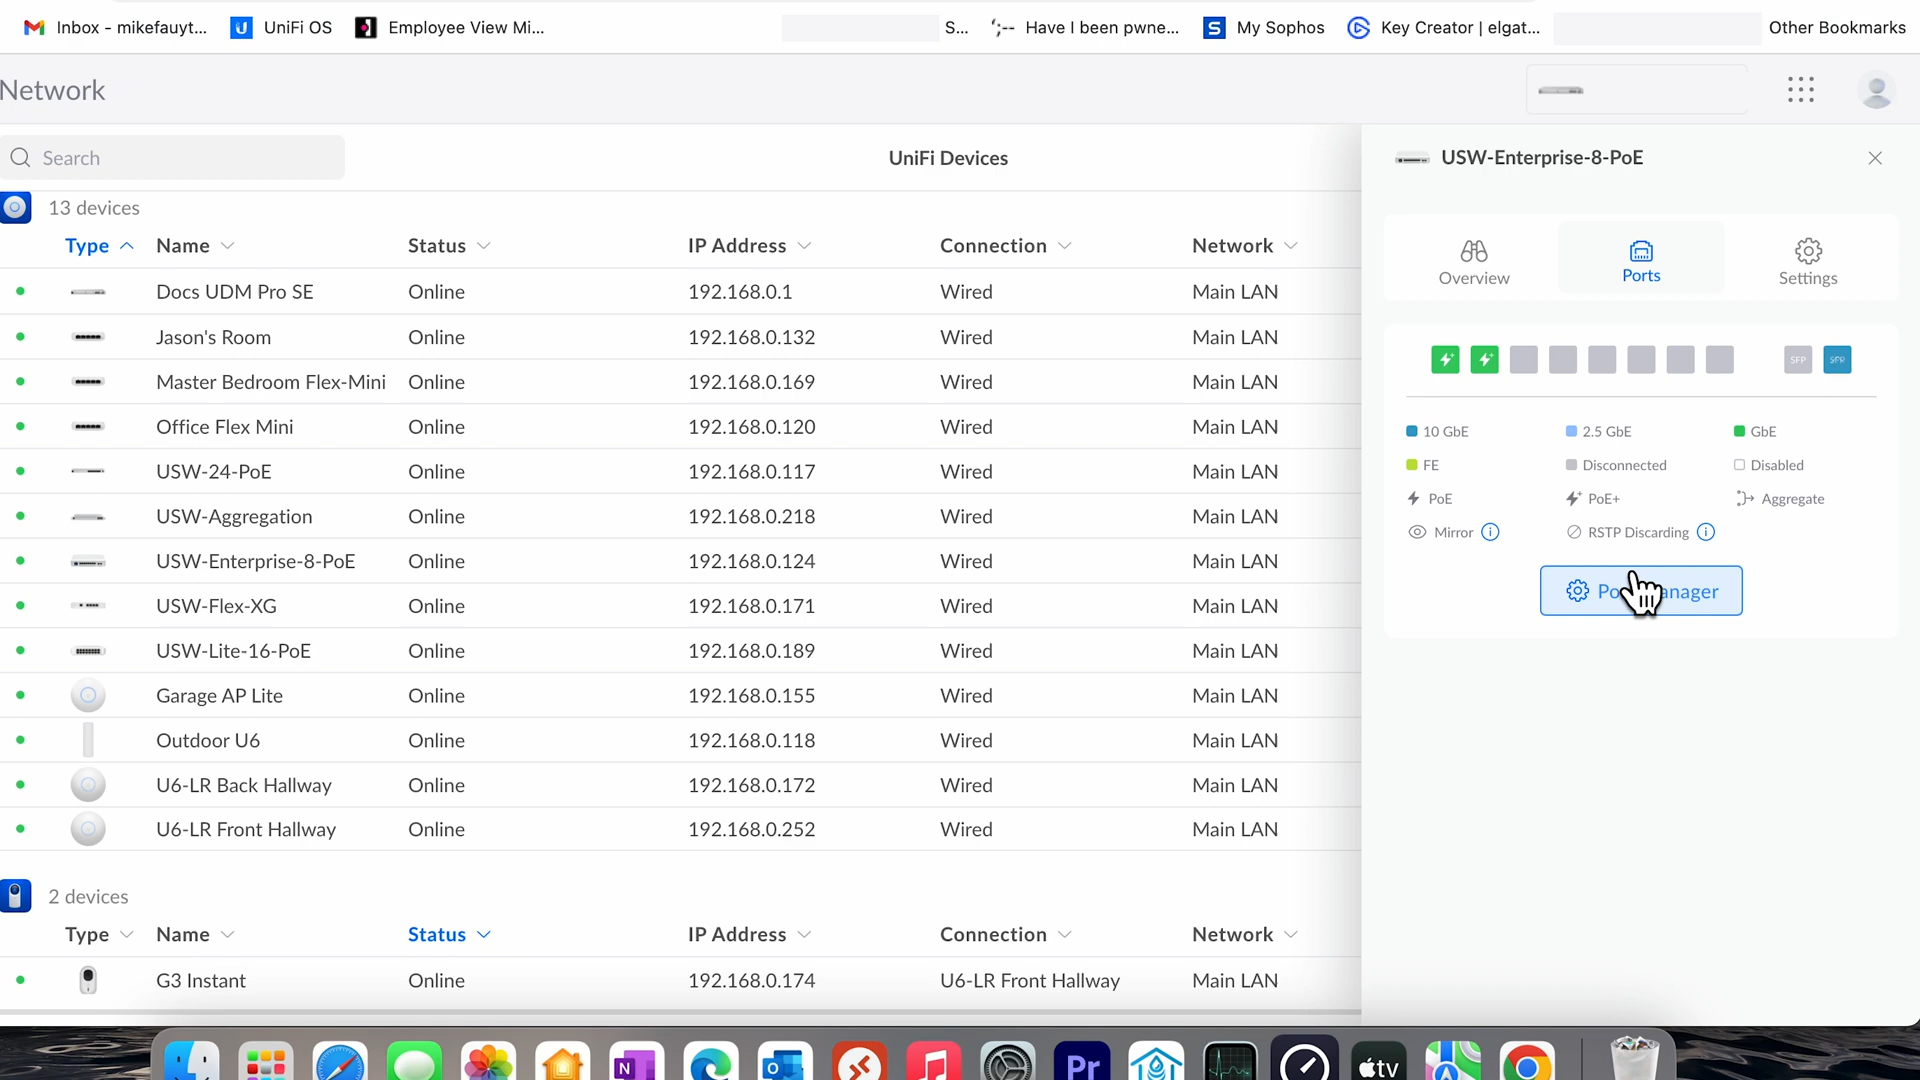 Inbox - mikefauyt...
UniFi OS
Employee View Mi...
S...
Have I been pwne...
My Sophos
Key Creator | elgat...
Other Bookmarks
Network
Search
UniFi Devices
USW-Enterprise-8-PoE
13 devices
Type Name Status IP Address Connection Network
Docs UDM Pro SE Online 192.168.0.1 Wired Main LAN
Jason's Room Online 192.168.0.132 Wired Main LAN
Master Bedroom Flex-Mini Online 192.168.0.169 Wired Main LAN
Office Flex Mini Online 192.168.0.120 Wired Main LAN
USW-24-PoE Online 192.168.0.117 Wired Main LAN
USW-Aggregation Online 192.168.0.218 Wired Main LAN
USW-Enterprise-8-PoE Online 192.168.0.124 Wired Main LAN
USW-Flex-XG Online 192.168.0.171 Wired Main LAN
USW-Lite-16-PoE Online 192.168.0.189 Wired Main LAN
Garage AP Lite Online 192.168.0.155 Wired Main LAN
Outdoor U6 Online 192.168.0.118 Wired Main LAN
U6-LR Back Hallway Online 192.168.0.172 Wired Main LAN
U6-LR Front Hallway Online 192.168.0.252 Wired Main LAN
2 devices
Type Name Status IP Address Connection Network
G3 Instant Online 192.168.0.174 U6-LR Front Hallway Main LAN
Overview Ports Settings
SFP SFP
10 GbE 2.5 GbE GbE
FE Disconnected Disabled
PoE PoE+ Aggregate
Mirror RSTP Discarding
Po anager
N
Pr
tv